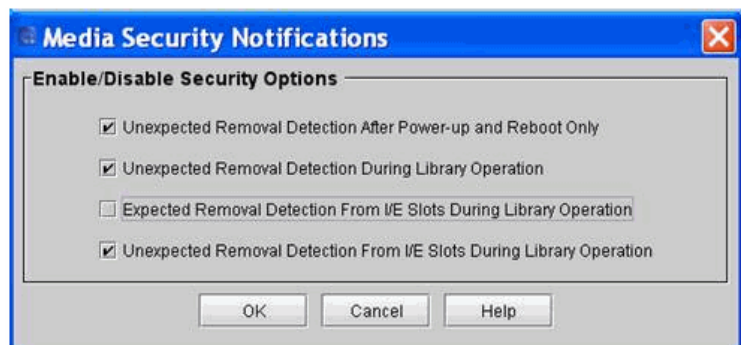 Media Security Notifications
Enable/Disable Security Options
Unexpected Removal Detection After Power-up and Reboot Only
Unexpected Removal Detection During Library Operation
Expected Removal Detection From I/E Slots During Library Operation
Unexpected Removal Detection From I/E Slots During Library Operation
OK Cancel Help